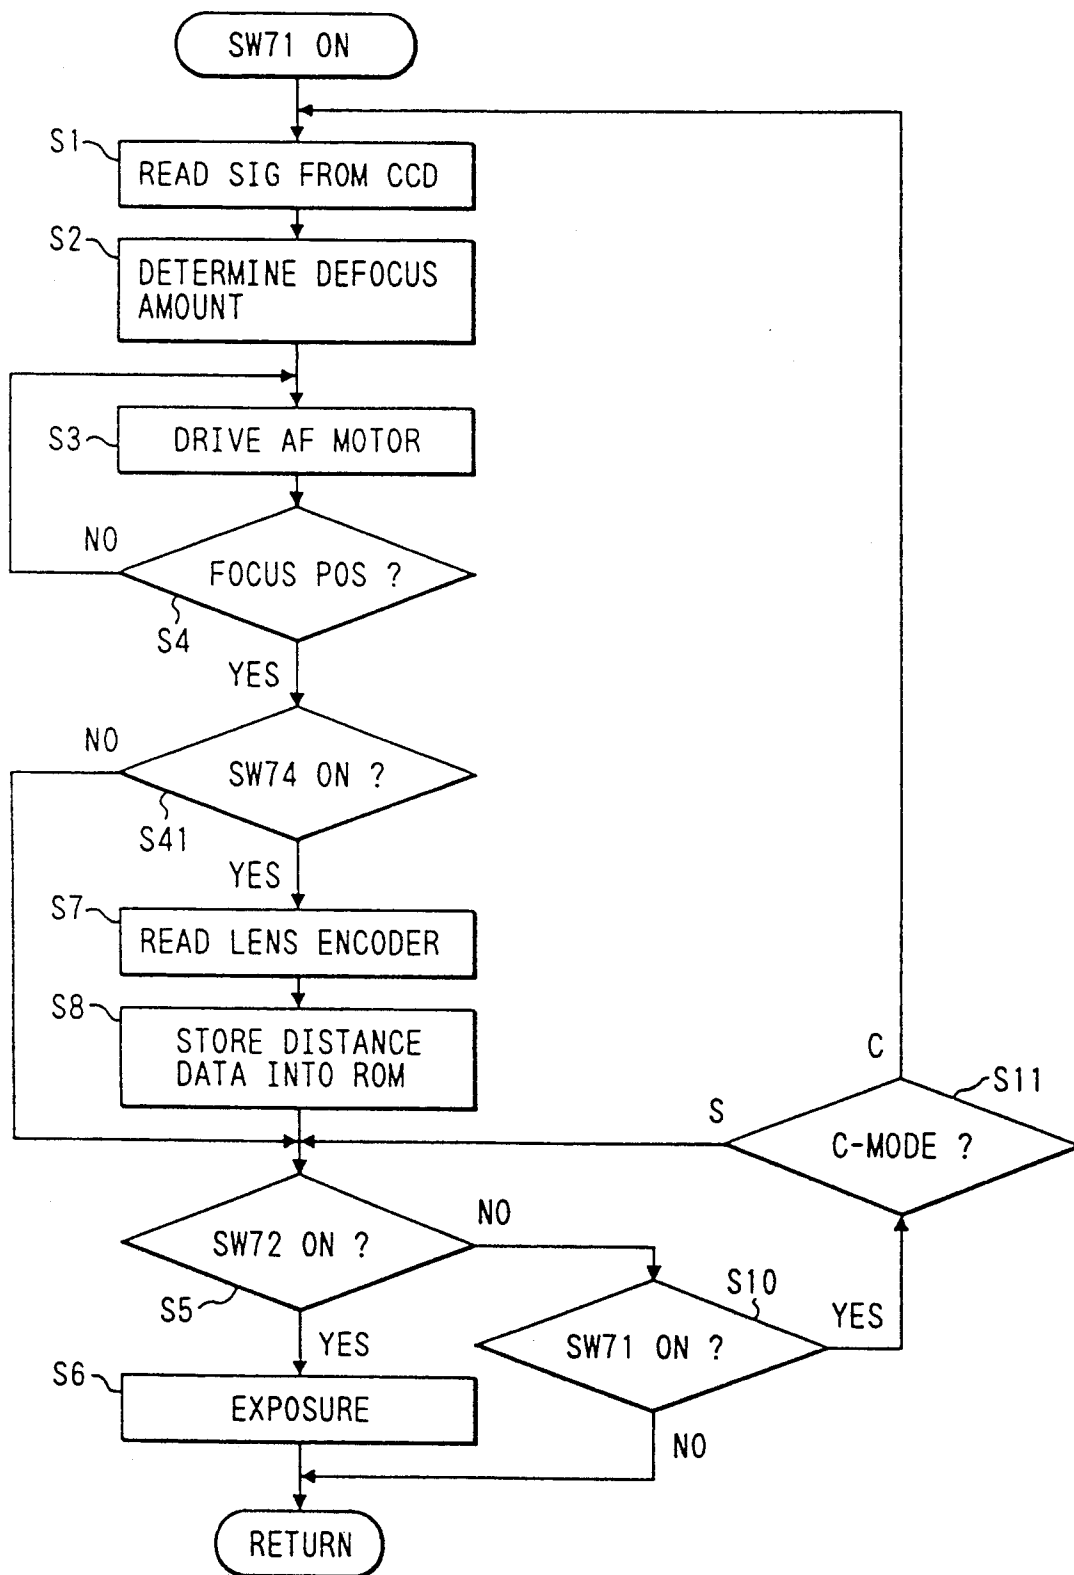 SW71 ON
S1
READ SIG FROM CCD
S2
DETERMINE DEFOCUS
AMOUNT
S3
DRIVE AF MOTOR
NO
FOCUS POS ?
S4
YES
NO
SW74 ON ?
S41
YES
S7
READ LENS ENCODER
S8
STORE DISTANCE
DATA INTO ROM
C
S11
S
C-MODE ?
NO
SW72 ON ?
S5
S10
YES
YES
SW71 ON ?
S6
EXPOSURE
NO
RETURN